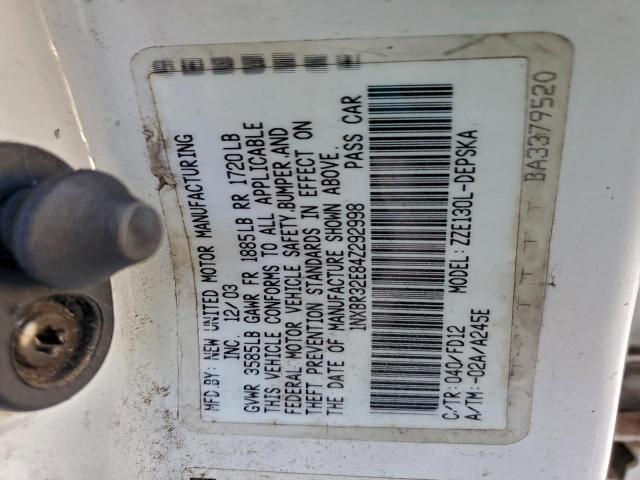 MFD.BY: NEW UNITED MOTOR MANUFACTURING
INC. 12/03
GVWR 3585LB GAWR FR 1885LB RR 1720LB
THIS VEHICLE CONFORMS TO ALL APPLICABLE
FEDERAL MOTOR VEHICLE SAFETY,BUMPER,AND
THEFT PREVENTION STANDARDS IN EFFECT ON
THE DATE OF MANUFACTURE SHOWN ABOVE.
1NXBR32E84Z292998 PASS CAR
C/TR:040/FD12 MODEL:ZZE130L-DEPSKA
A/TM:-02A/A245E
BA3379520